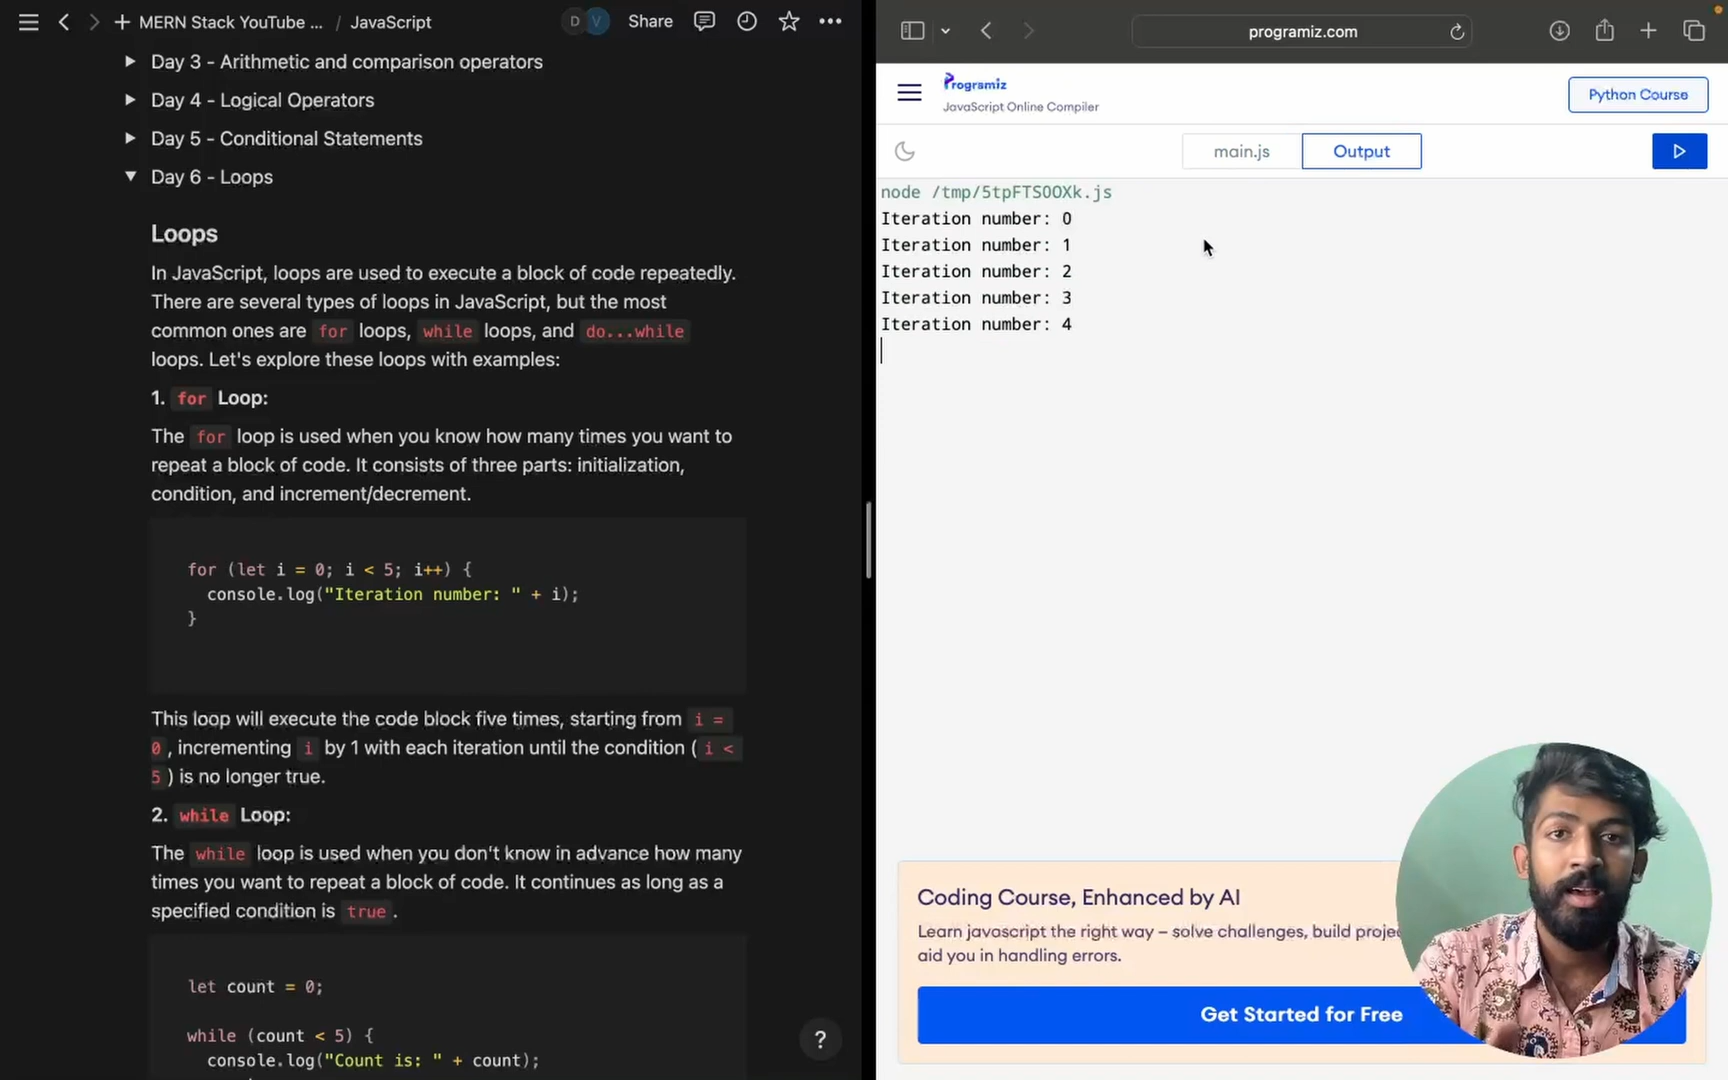 MERN Stack YouTube ... / JavaScript
D V Share
Day 3 - Arithmetic and comparison operators
Day 4 - Logical Operators
Day 5 - Conditional Statements
Day 6 - Loops
Loops
In JavaScript, loops are used to execute a block of code repeatedly.
There are several types of loops in JavaScript, but the most
common ones are for loops, while loops, and do...while
loops. Let's explore these loops with examples:
1. for Loop:
The for loop is used when you know how many times you want to
repeat a block of code. It consists of three parts: initialization,
condition, and increment/decrement.
for (let i = 0; i < 5; i++) {
console.log("Iteration number: " + i);
}
This loop will execute the code block five times, starting from i =
0, incrementing i by 1 with each iteration until the condition ( i <
5 ) is no longer true.
2. while Loop:
The while loop is used when you don't know in advance how many
times you want to repeat a block of code. It continues as long as a
specified condition is true.
let count = 0;
while (count < 5) {
console.log("Count is: " + count);
?
programiz.com
Programiz
JavaScript Online Compiler
Python Course
main.js
Output
node /tmp/5tpFTSOOXk.js
Iteration number: 0
Iteration number: 1
Iteration number: 2
Iteration number: 3
Iteration number: 4
Coding Course, Enhanced by AI
Learn javascript the right way – solve challenges, build
aid you in handling errors.
Get Started for Free